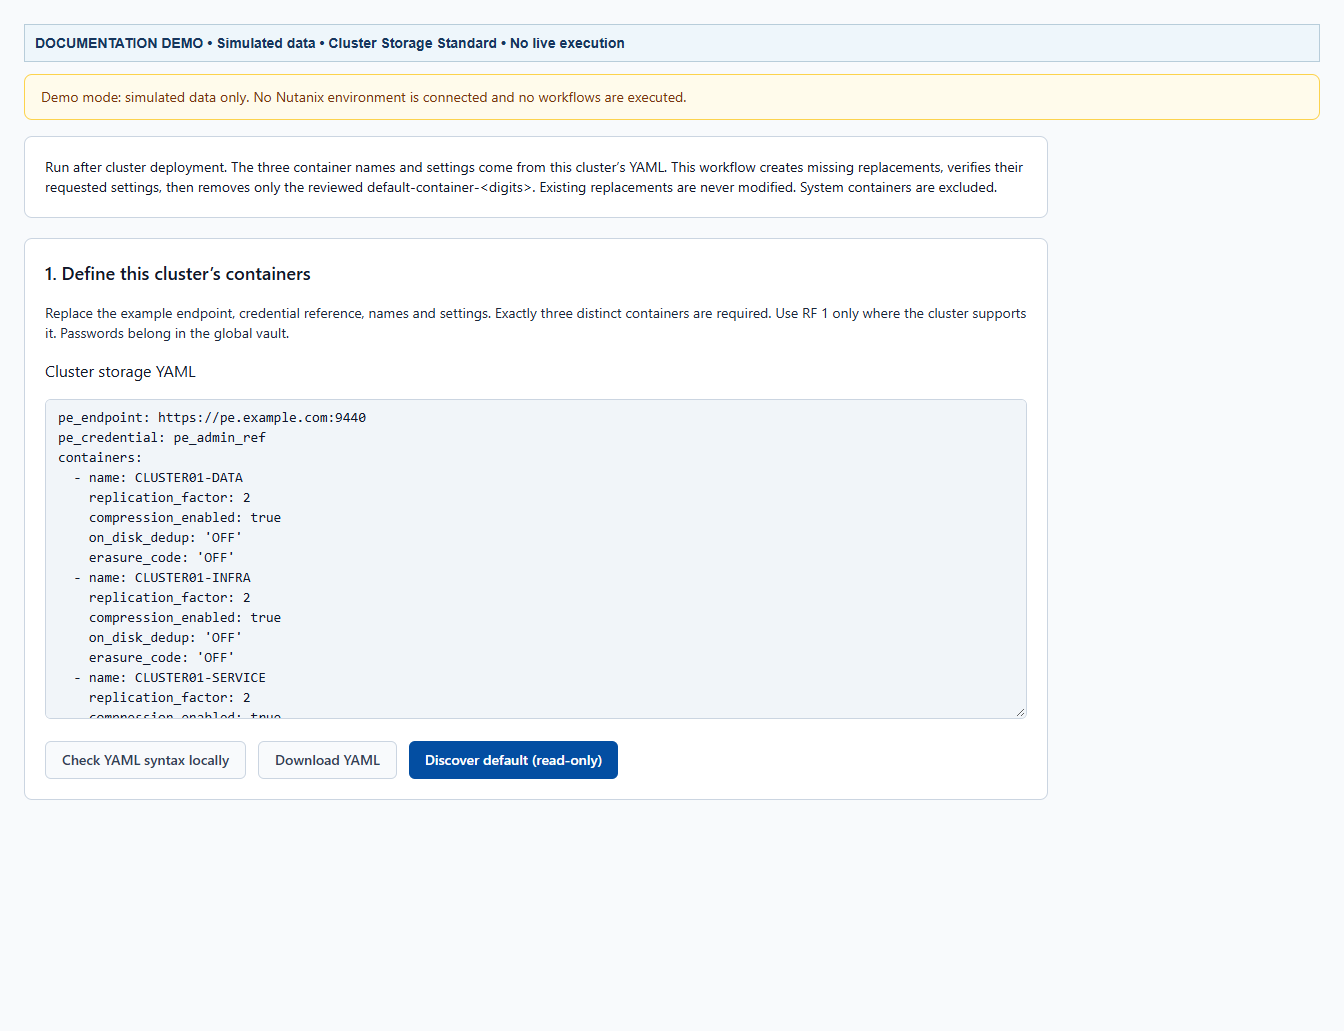 DOCUMENTATION DEMO • Simulated data • Cluster Storage Standard • No live execution
Demo mode: simulated data only. No Nutanix environment is connected and no workflows are executed.
Run after cluster deployment. The three container names and settings come from this cluster’s YAML. This workflow creates missing replacements, verifies their
requested settings, then removes only the reviewed default-container-<digits>. Existing replacements are never modified. System containers are excluded.
1. Define this cluster’s containers
Replace the example endpoint, credential reference, names and settings. Exactly three distinct containers are required. Use RF 1 only where the cluster supports
it. Passwords belong in the global vault.
Cluster storage YAML
pe_endpoint: https://pe.example.com:9440
pe_credential: pe_admin_ref
containers:
  - name: CLUSTER01-DATA
    replication_factor: 2
    compression_enabled: true
    on_disk_dedup: 'OFF'
    erasure_code: 'OFF'
  - name: CLUSTER01-INFRA
    replication_factor: 2
    compression_enabled: true
    on_disk_dedup: 'OFF'
    erasure_code: 'OFF'
  - name: CLUSTER01-SERVICE
    replication_factor: 2
    compression_enabled: true
Check YAML syntax locally
Download YAML
Discover default (read-only)